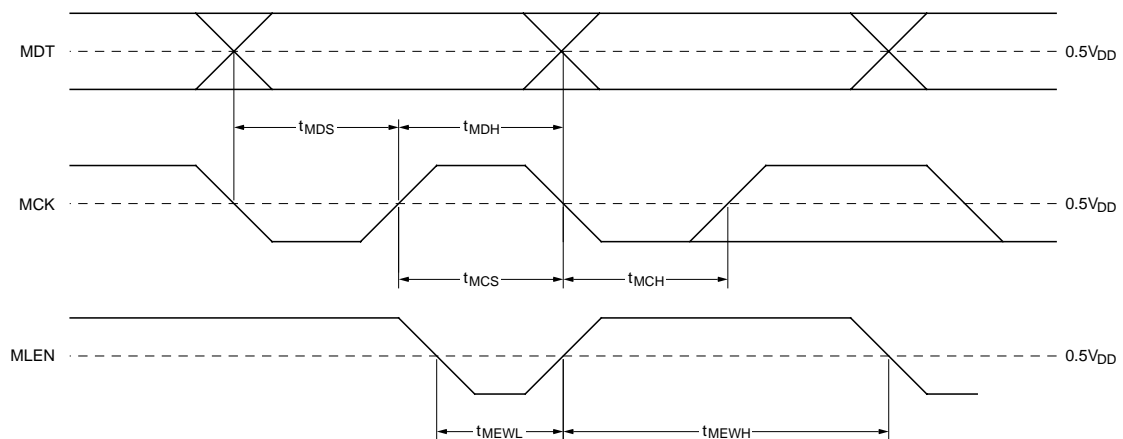 MDT 0.5VDD
tMDS tMDH
MCK 0.5VDD
tMCS tMCH
MLEN 0.5VDD
tMEWL tMEWH